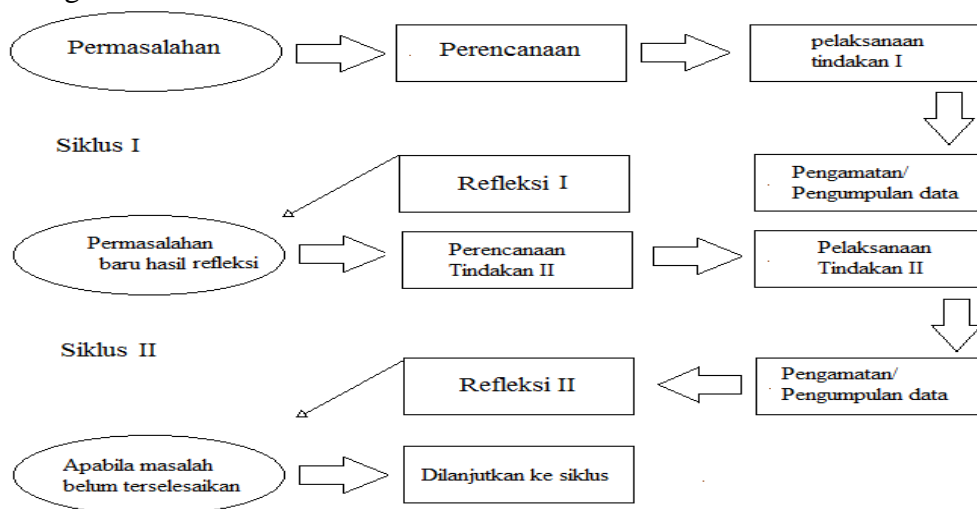 Permasalahan
Perencanaan
pelaksanaan
tindakan I
Siklus I
Refleksi I
Pengamatan/
Pengumpulan data
Permasalahan
baru hasil refleksi
Perencanaan
Tindakan II
Pelaksanaan
Tindakan II
Siklus II
Refleksi II
Pengamatan/
Pengumpulan data
Apabila masalah
belum terselesaikan
Dilanjutkan ke siklus